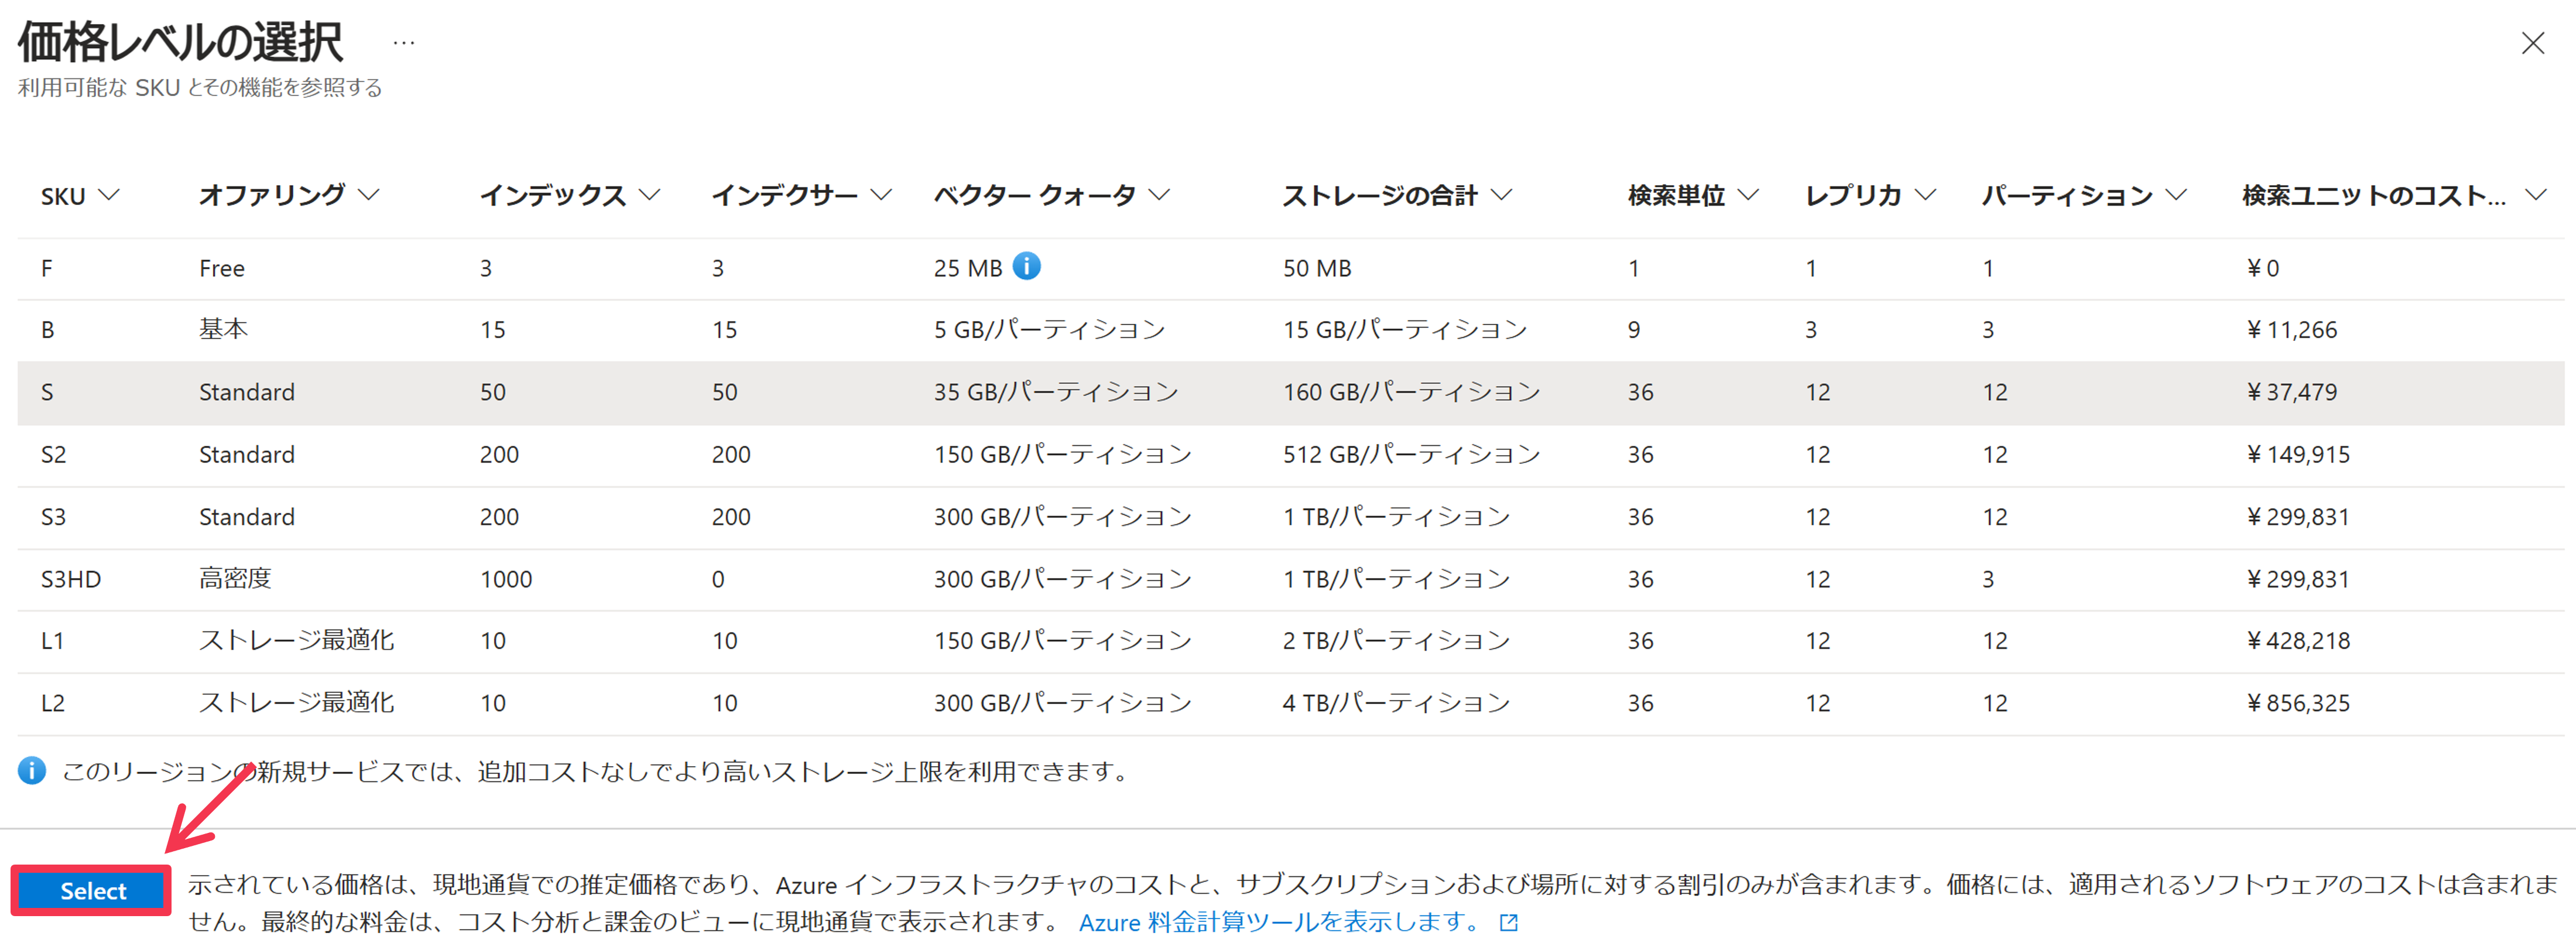 価格レベルの選択 …
利用可能な SKU とその機能を参照する
SKU オファリング インデックス インデクサー ベクター クォータ ストレージの合計 検索単位 レプリカ パーティション 検索ユニットのコスト...
F Free 3 3 25 MB 50 MB 1 1 1 ¥0
B 基本 15 15 5 GB/パーティション 15 GB/パーティション 9 3 3 ¥11,266
S Standard 50 50 35 GB/パーティション 160 GB/パーティション 36 12 12 ¥37,479
S2 Standard 200 200 150 GB/パーティション 512 GB/パーティション 36 12 12 ¥149,915
S3 Standard 200 200 300 GB/パーティション 1 TB/パーティション 36 12 12 ¥299,831
S3HD 高密度 1000 0 300 GB/パーティション 1 TB/パーティション 36 12 3 ¥299,831
L1 ストレージ最適化 10 10 150 GB/パーティション 2 TB/パーティション 36 12 12 ¥428,218
L2 ストレージ最適化 10 10 300 GB/パーティション 4 TB/パーティション 36 12 12 ¥856,325
このリージョンの新規サービスでは、追加コストなしでより高いストレージ上限を利用できます。
Select
示されている価格は、現地通貨での推定価格であり、Azure インフラストラクチャのコストと、サブスクリプションおよび場所に対する割引のみが含まれます。価格には、適用されるソフトウェアのコストは含まれま
せん。最終的な料金は、コスト分析と課金のビューに現地通貨で表示されます。 Azure 料金計算ツールを表示します。